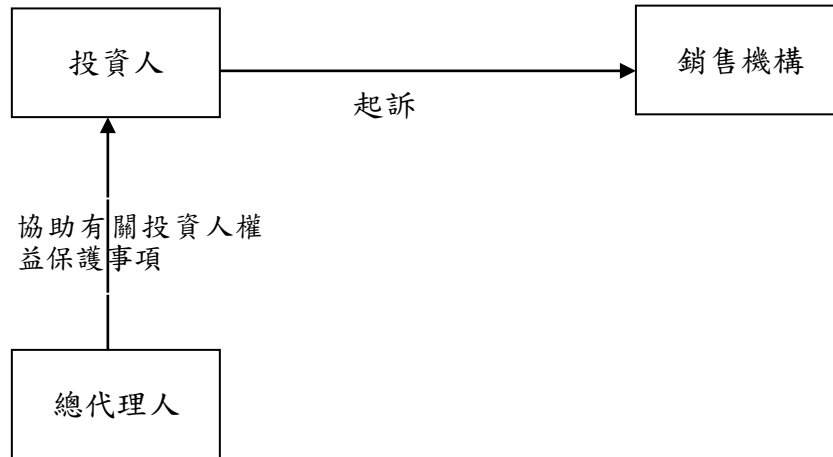 投資人
銷售機構
起訴
協助有關投資人權
益保護事項
總代理人